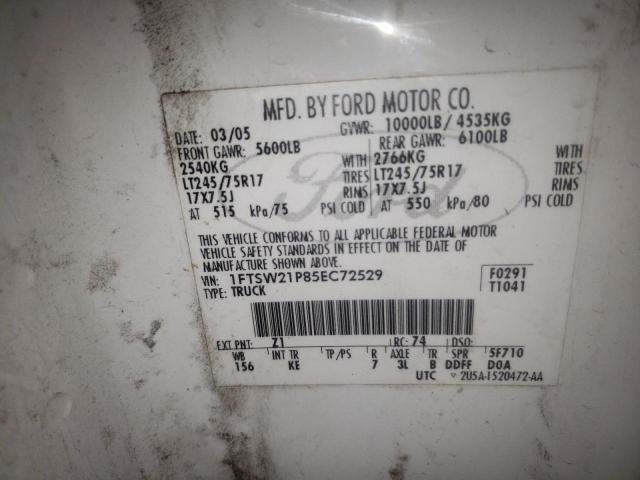 MFD. BY FORD MOTOR CO.
DATE: 03/05 GVWR: 10000LB / 4535KG
FRONT GAWR: 5600LB REAR GAWR: 6100LB
2540KG WITH 2766KG WITH
LT245/75R17 TIRES LT245/75R17 TIRES
17X7.5J RIMS 17X7.5J RIMS
AT 515 kPa/75 PSI COLD AT 550 kPa/80 PSI COLD
Ford
THIS VEHICLE CONFORMS TO ALL APPLICABLE FEDERAL MOTOR
VEHICLE SAFETY STANDARDS IN EFFECT ON THE DATE OF
MANUFACTURE SHOWN ABOVE.
VIN: 1FTSW21P85EC72529 F0291
TYPE: TRUCK T1041
EXT PNT: Z1 RC: 74 DSO:
WB INT TR TP/PS R AXLE TR SPR 5F710
156 KE 7 3L B DDFF D0A
UTC 2U5A-1520472-AA